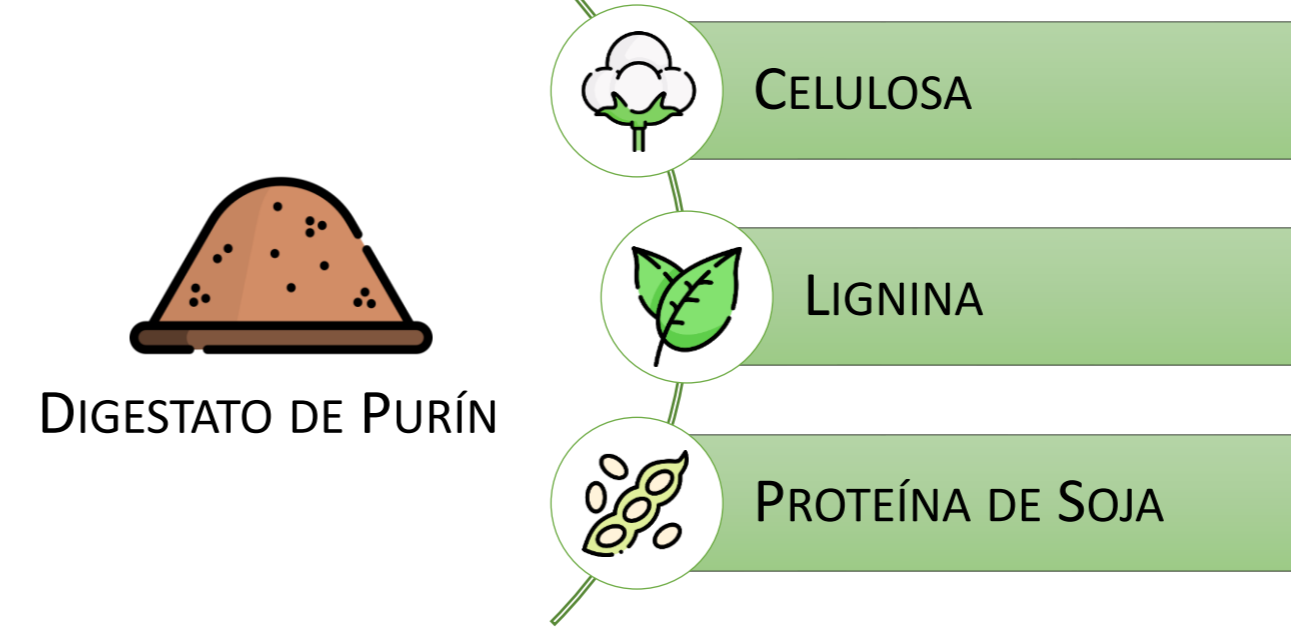 Celulosa
Lignina
Digestato de Purín
Proteína de Soja